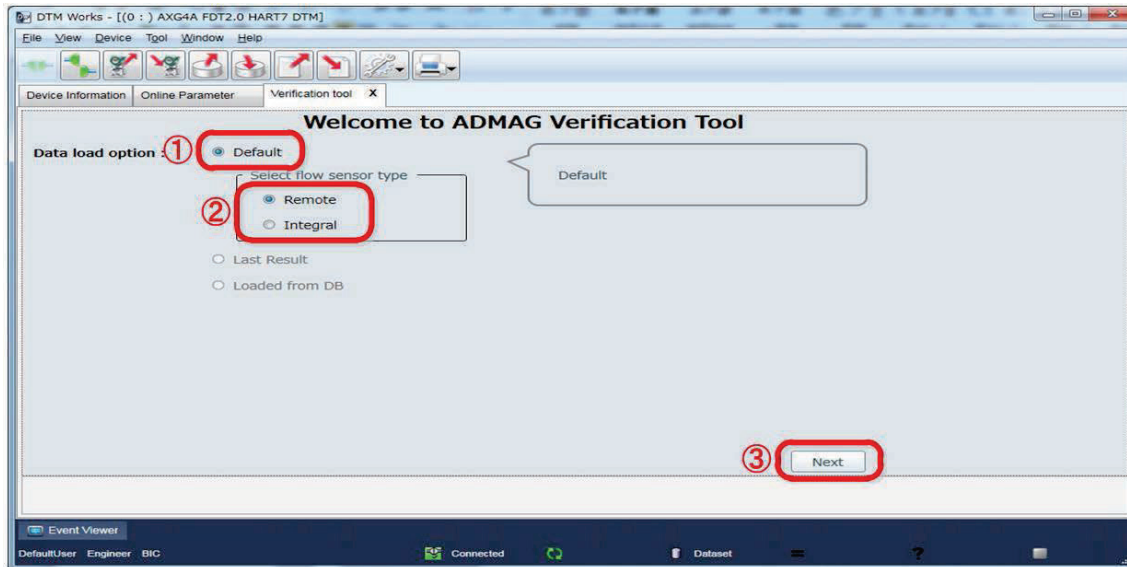 DTM Works - [(0 : ) AXG4A FDT2.0 HART7 DTM]
File View Device Tool Window Help
Device Information Online Parameter Verification tool X
Welcome to ADMAG Verification Tool
Data load option : ① Default
Select flow sensor type
Default
② Remote
Integral
Last Result
Loaded from DB
③ Next
Event Viewer
DefaultUser Engineer BIC Connected Dataset = ?